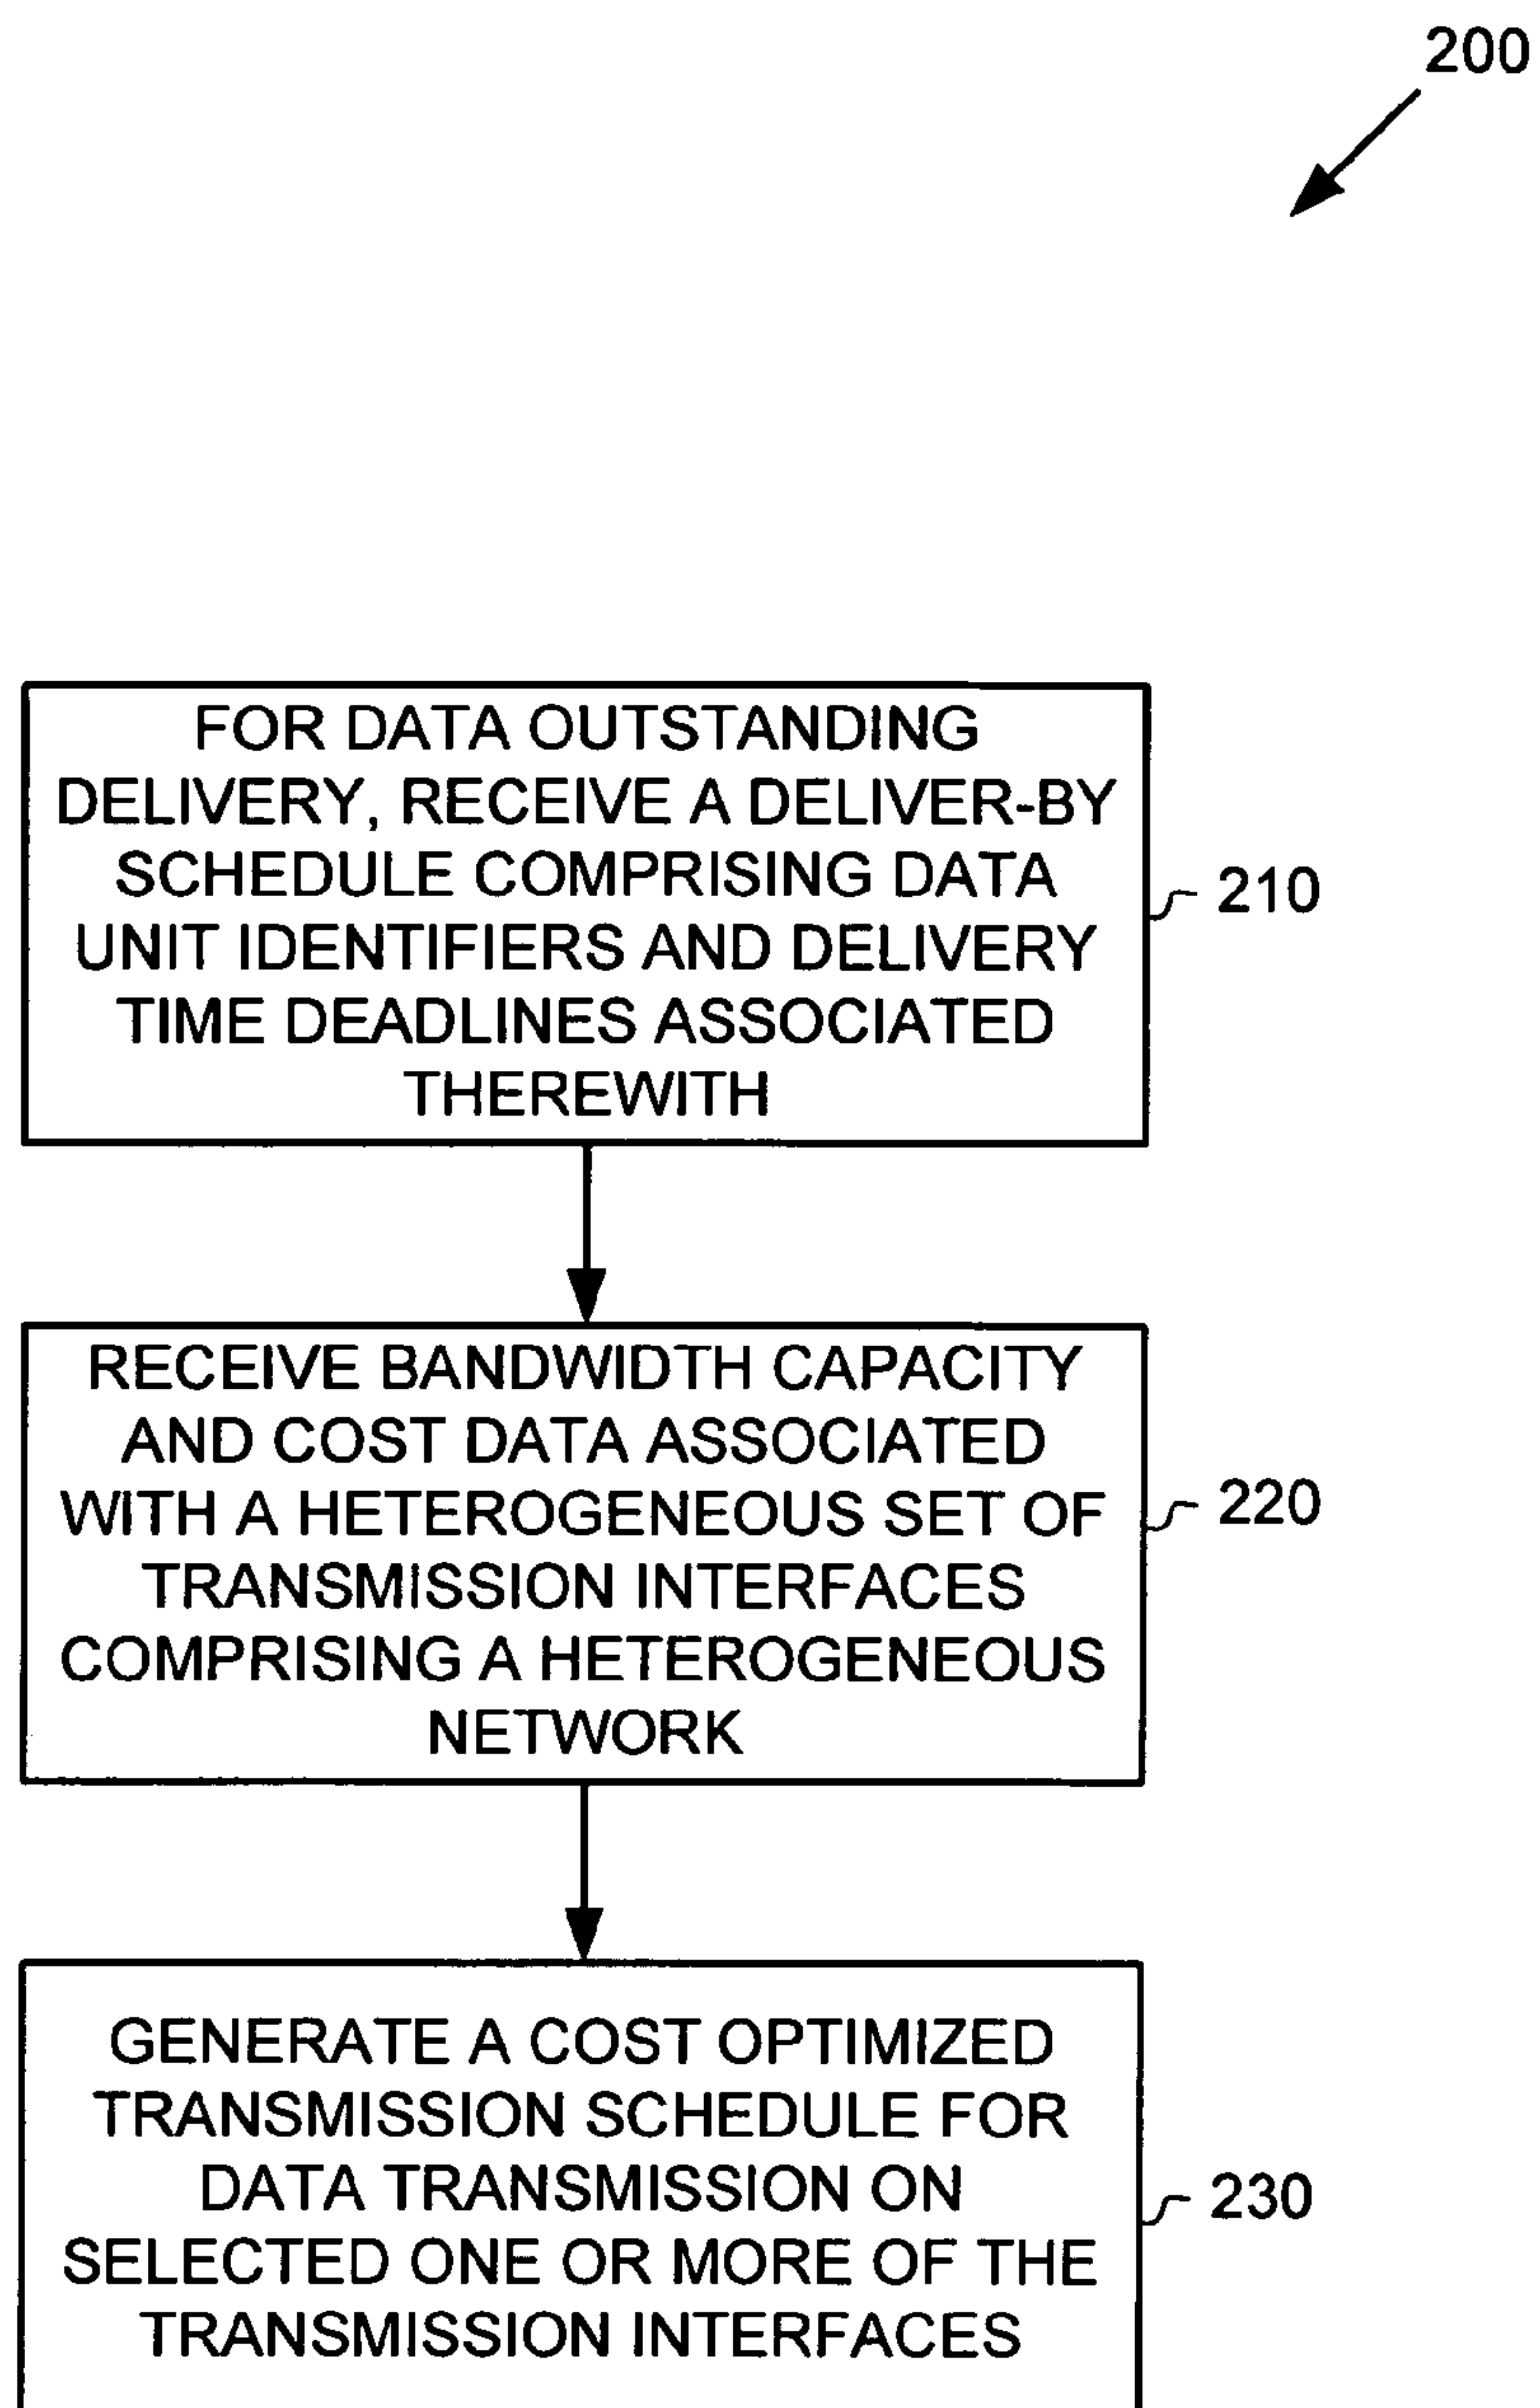 200
FOR DATA OUTSTANDING
DELIVERY, RECEIVE A DELIVER-BY
SCHEDULE COMPRISING DATA
UNIT IDENTIFIERS AND DELIVERY
TIME DEADLINES ASSOCIATED
THEREWITH
210
RECEIVE BANDWIDTH CAPACITY
AND COST DATA ASSOCIATED
WITH A HETEROGENEOUS SET OF
TRANSMISSION INTERFACES
COMPRISING A HETEROGENEOUS
NETWORK
220
GENERATE A COST OPTIMIZED
TRANSMISSION SCHEDULE FOR
DATA TRANSMISSION ON
SELECTED ONE OR MORE OF THE
TRANSMISSION INTERFACES
230